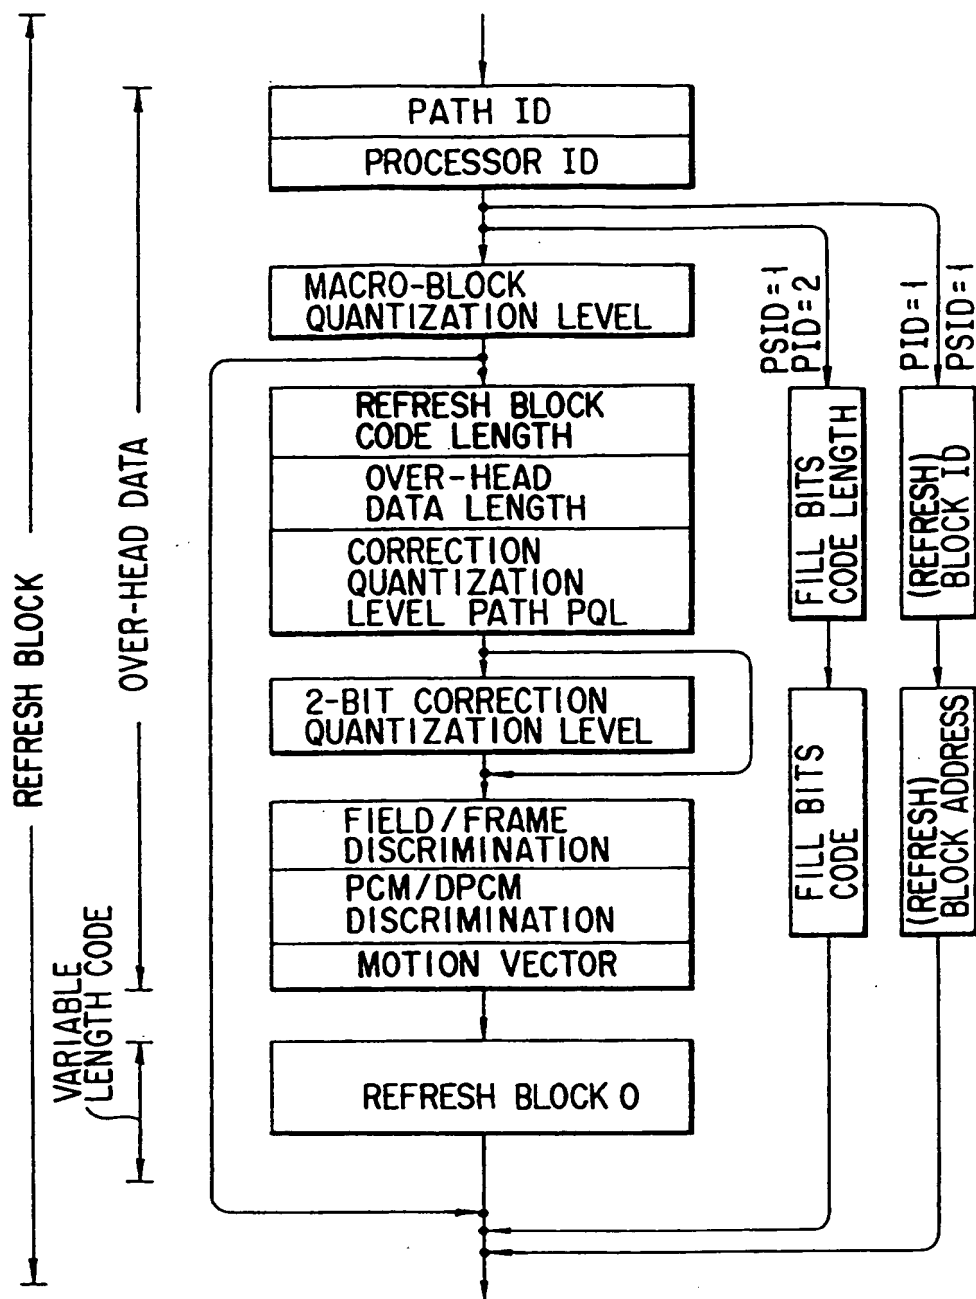 PATH ID
PROCESSOR ID
MACRO-BLOCK
QUANTIZATION LEVEL
REFRESH BLOCK
CODE LENGTH
OVER-HEAD
DATA LENGTH
CORRECTION
QUANTIZATION
LEVEL PATH PQL
2-BIT CORRECTION
QUANTIZATION LEVEL
FIELD/FRAME
DISCRIMINATION
PCM/DPCM
DISCRIMINATION
MOTION VECTOR
REFRESH BLOCK 0
REFRESH BLOCK
OVER-HEAD DATA
VARIABLE
LENGTH CODE
PSID=1
PID=2
FILL BITS
CODE LENGTH
FILL BITS
CODE
PID=1
PSID=1
(REFRESH)
BLOCK ID
(REFRESH)
BLOCK ADDRESS